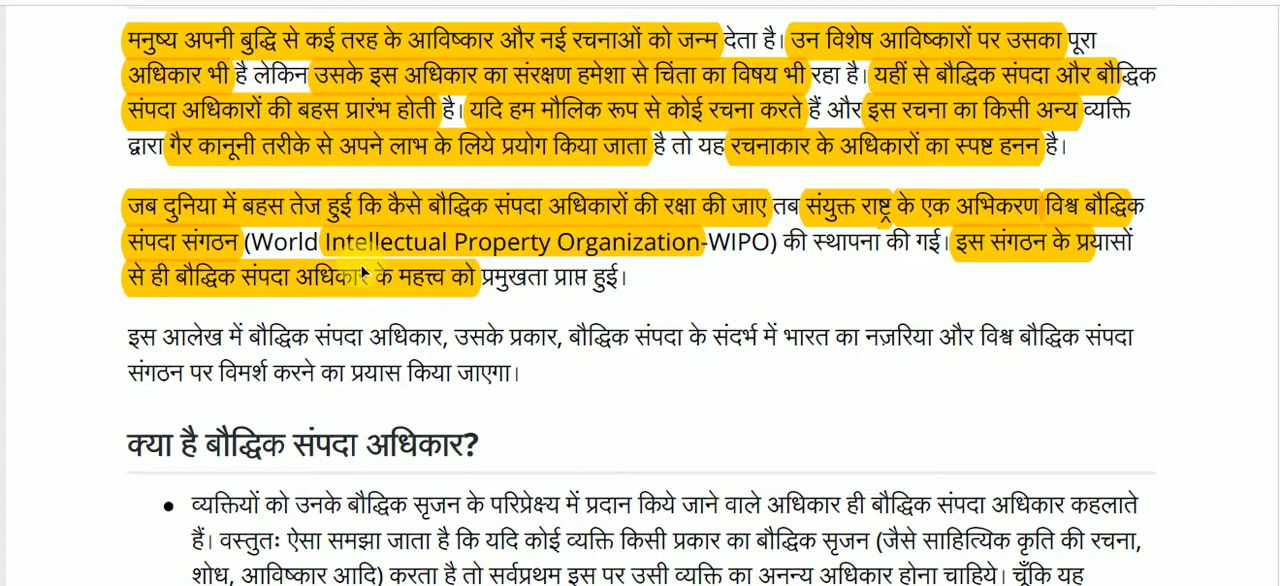 मनुष्य अपनी बुद्धि से कई तरह के आविष्कार और नई रचनाओं को जन्म देता है। उन विशेष आविष्कारों पर उसका पूरा
अधिकार भी है लेकिन उसके इस अधिकार का संरक्षण हमेशा से चिंता का विषय भी रहा है। यहीं से बौद्धिक संपदा और बौद्धिक
संपदा अधिकारों की बहस प्रारंभ होती है। यदि हम मौलिक रूप से कोई रचना करते हैं और इस रचना का किसी अन्य व्यक्ति
द्वारा गैर कानूनी तरीके से अपने लाभ के लिये प्रयोग किया जाता है तो यह रचनाकार के अधिकारों का स्पष्ट हनन है।
जब दुनिया में बहस तेज हुई कि कैसे बौद्धिक संपदा अधिकारों की रक्षा की जाए तब संयुक्त राष्ट्र के एक अभिकरण विश्व बौद्धिक
संपदा संगठन (World Intellectual Property Organization-WIPO) की स्थापना की गई। इस संगठन के प्रयासों
से ही बौद्धिक संपदा अधिकार के महत्त्व को प्रमुखता प्राप्त हुई।
इस आलेख में बौद्धिक संपदा अधिकार, उसके प्रकार, बौद्धिक संपदा के संदर्भ में भारत का नज़रिया और विश्व बौद्धिक संपदा
संगठन पर विमर्श करने का प्रयास किया जाएगा।
क्या है बौद्धिक संपदा अधिकार?
● व्यक्तियों को उनके बौद्धिक सृजन के परिप्रेक्ष्य में प्रदान किये जाने वाले अधिकार ही बौद्धिक संपदा अधिकार कहलाते
हैं। वस्तुतः ऐसा समझा जाता है कि यदि कोई व्यक्ति किसी प्रकार का बौद्धिक सृजन (जैसे साहित्यिक कृति की रचना,
शोध, आविष्कार आदि) करता है तो सर्वप्रथम इस पर उसी व्यक्ति का अनन्य अधिकार होना चाहिये। चूँकि यह